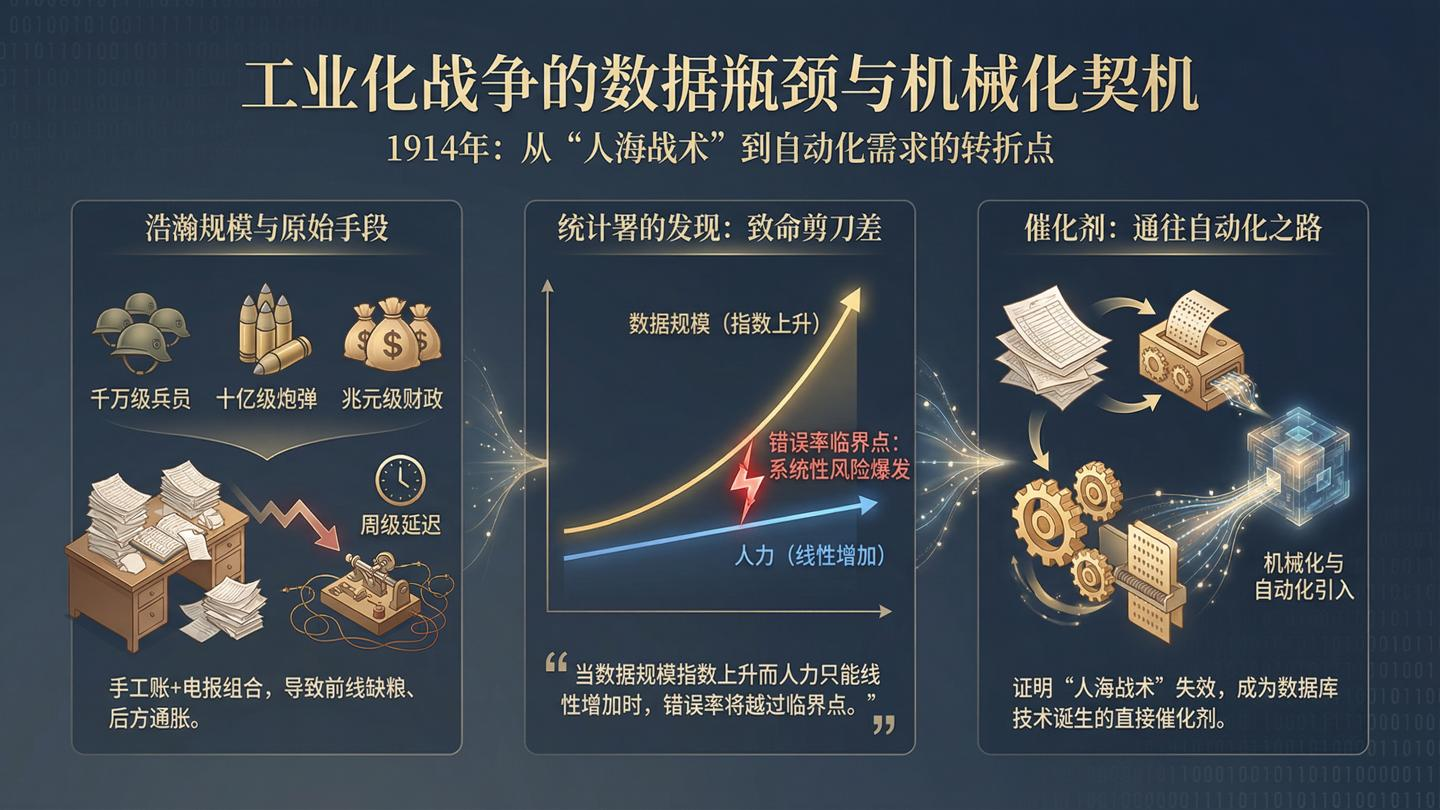 工业化战争的数据瓶颈与机械化契机
1914年：从“人海战术”到自动化需求的转折点
浩瀚规模与原始手段
千万级兵员
十亿级炮弹
兆元级财政
周级延迟
手工账+电报组合，导致前线缺粮、
后方通胀。
统计署的发现：致命剪刀差
数据规模（指数上升）
错误率临界点：
系统性风险爆发
人力（线性增加）
“当数据规模指数上升而人力只能线
性增加时，错误率将越过临界点。””
催化剂：通往自动化之路
机械化与
自动化引入
证明“人海战术”失效，成为数据库
技术诞生的直接催化剂。